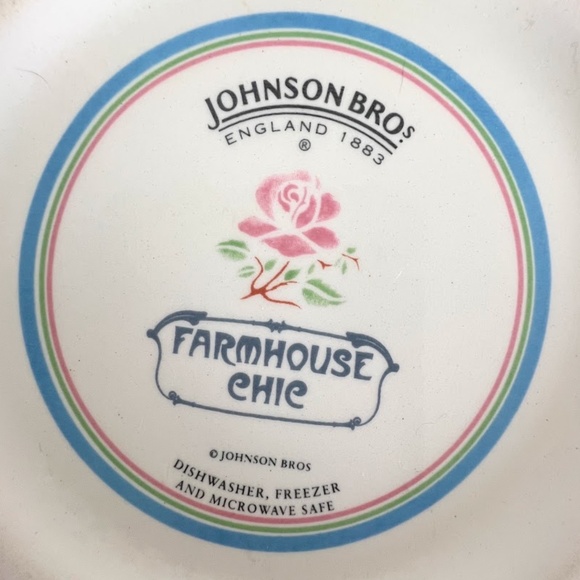 JOHNSON BROS.
ENGLAND 1883
®
FARMHOUSE
CHIC
© JOHNSON BROS
DISHWASHER, FREEZER
AND MICROWAVE SAFE